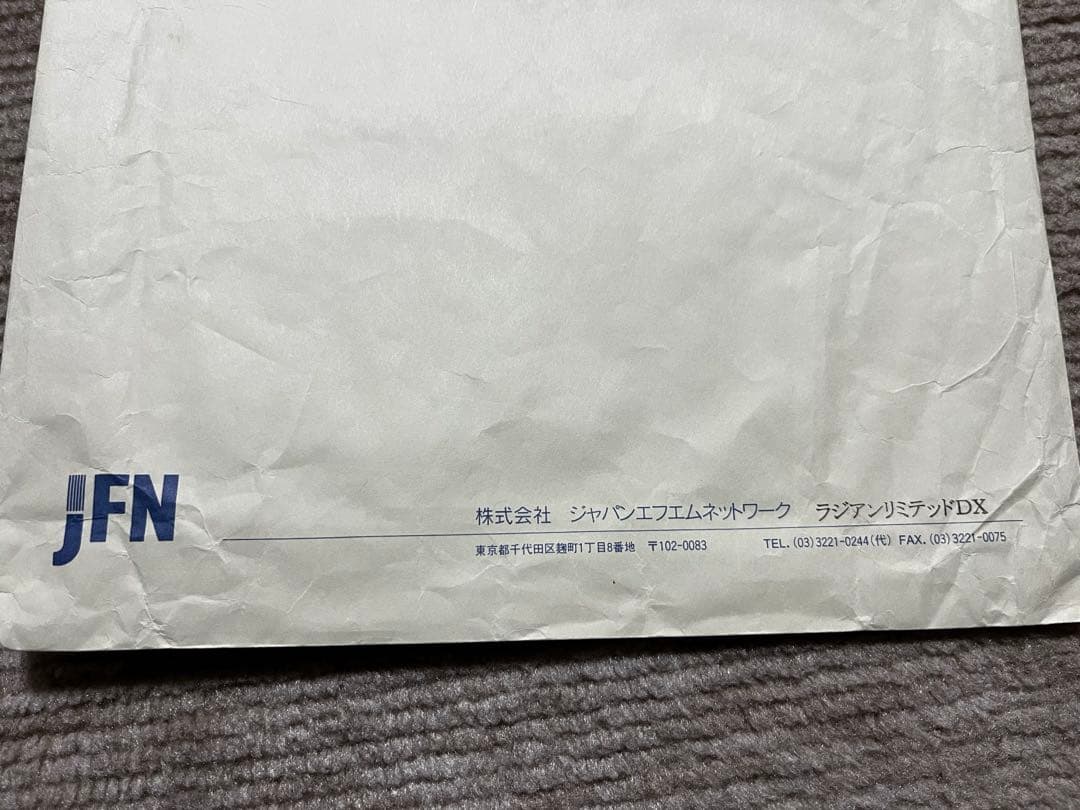 JFN
株式会社 ジャパンエフエムネットワーク ラジアンリミテッドDX
東京都千代田区麹町1丁目8番地 〒102-0083 TEL.(03)3221-0244(代) FAX.(03)3221-0075